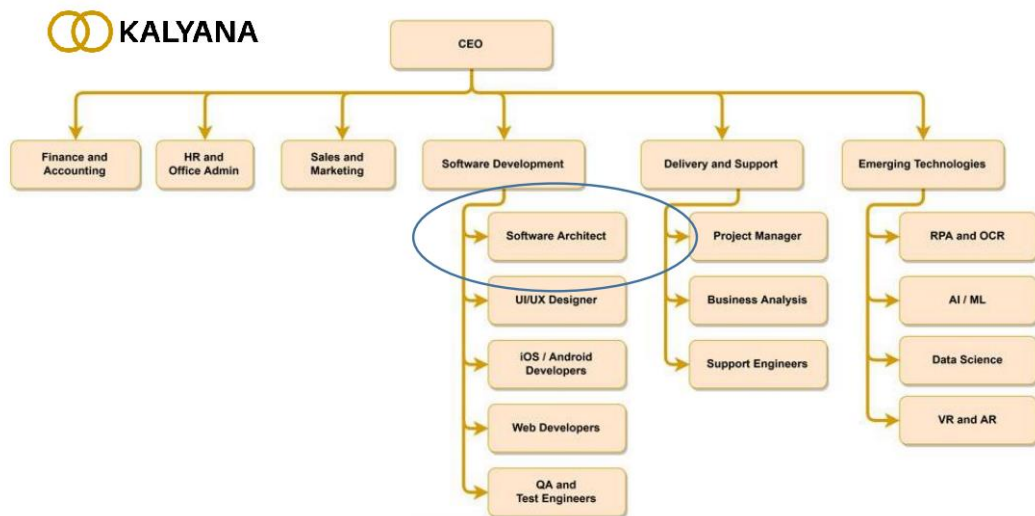 KALYANA
CEO
Finance and
Accounting
HR and
Office Admin
Sales and
Marketing
Software Development
Delivery and Support
Emerging Technologies
Software Architect
UI/UX Designer
iOS / Android
Developers
Web Developers
QA and
Test Engineers
Project Manager
Business Analysis
Support Engineers
RPA and OCR
AI / ML
Data Science
VR and AR